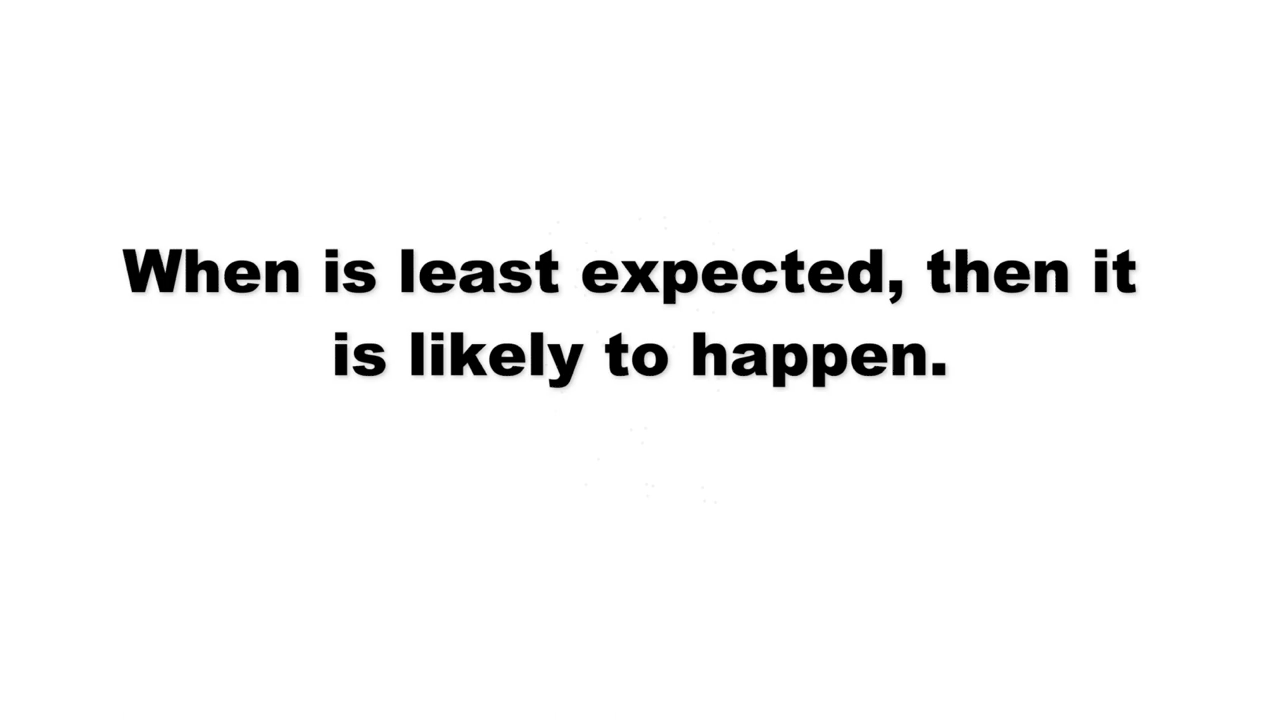 When is least expected, then it
is likely to happen.